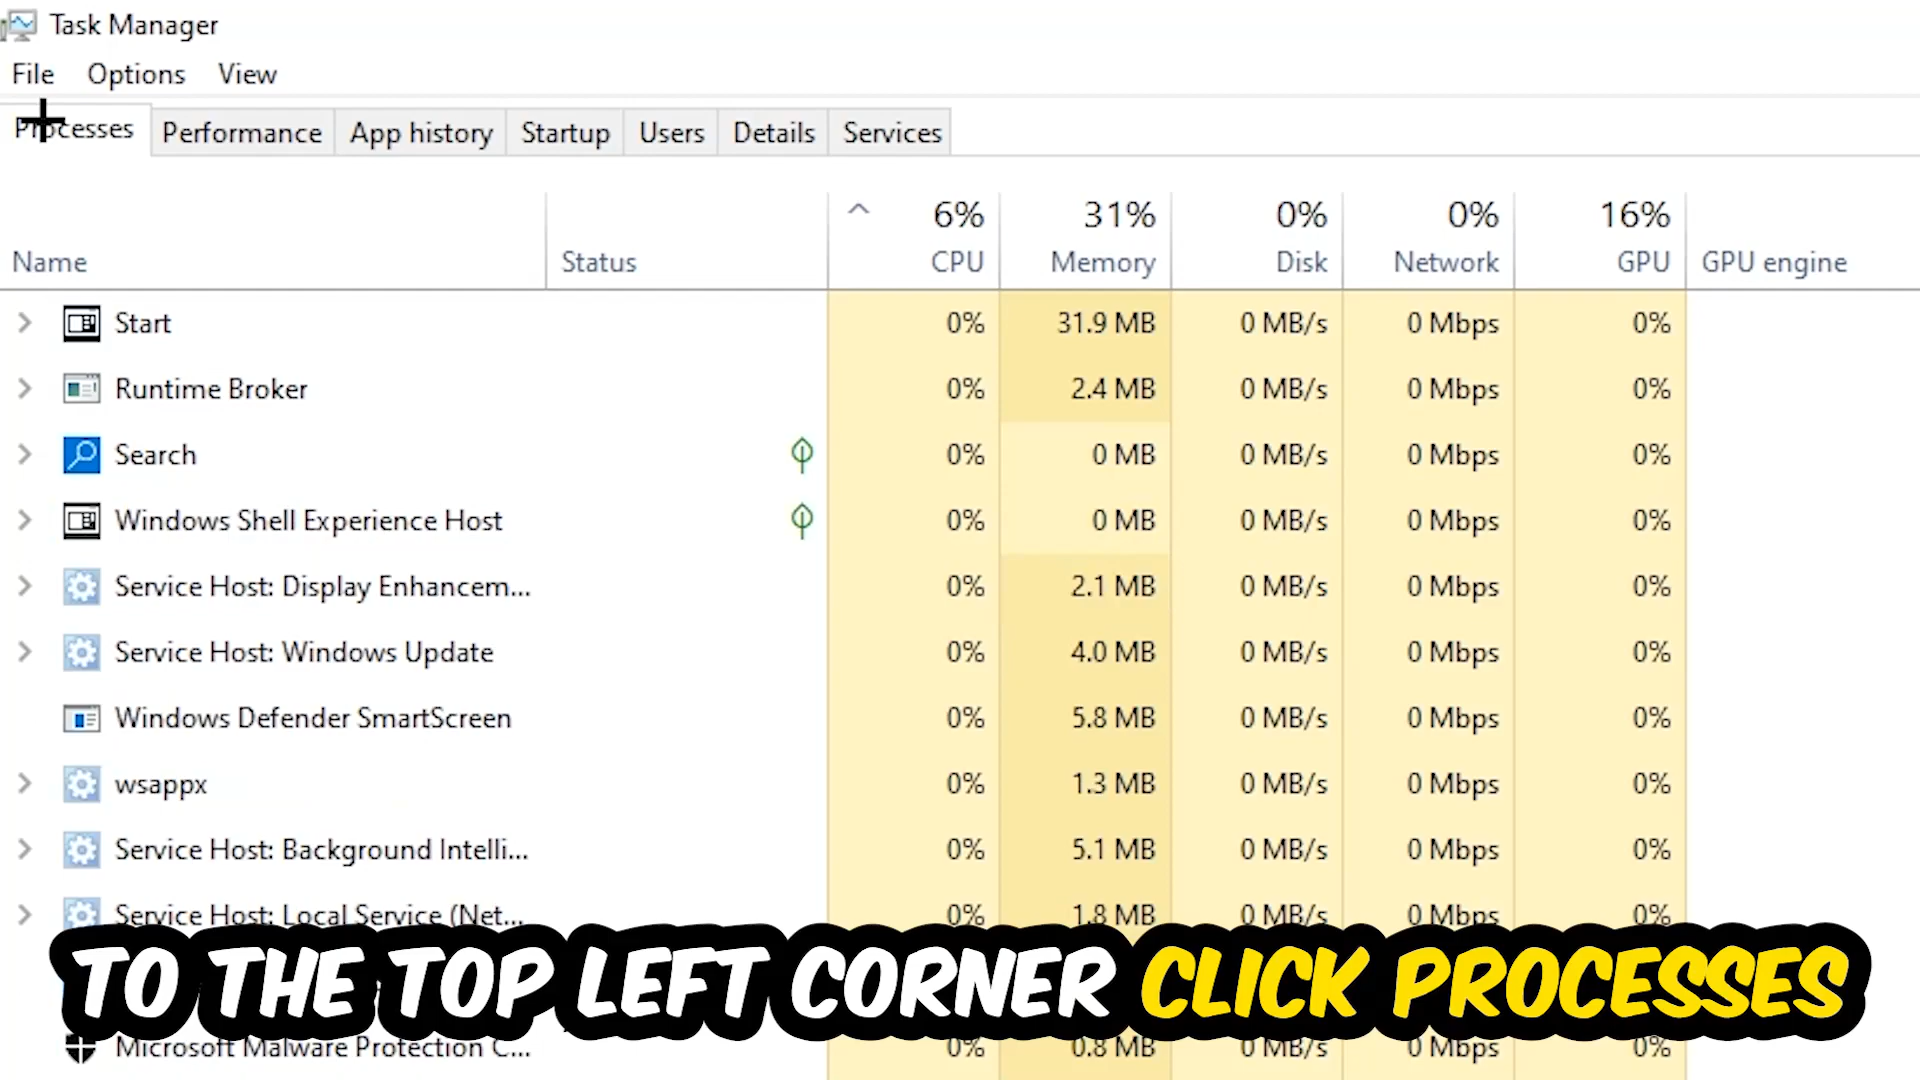 Task Manager
File Options View
Processes Performance App history Startup Users Details Services
6% 31% 0% 0% 16%
Name Status CPU Memory Disk Network GPU GPU engine
Start 0% 31.9 MB 0 MB/s 0 Mbps 0%
Runtime Broker 0% 2.4 MB 0 MB/s 0 Mbps 0%
Search 0% 0 MB 0 MB/s 0 Mbps 0%
Windows Shell Experience Host 0% 0 MB 0 MB/s 0 Mbps 0%
Service Host: Display Enhancem... 0% 2.1 MB 0 MB/s 0 Mbps 0%
Service Host: Windows Update 0% 4.0 MB 0 MB/s 0 Mbps 0%
Windows Defender SmartScreen 0% 5.8 MB 0 MB/s 0 Mbps 0%
wsappx 0% 1.3 MB 0 MB/s 0 Mbps 0%
Service Host: Background Intelli... 0% 5.1 MB 0 MB/s 0 Mbps 0%
Service Host: Local Service (Net... 0% 1.8 MB 0 MB/s 0 Mbps 0%
TO THE TOP LEFT CORNER CLICK PROCESSES
Microsoft Malware Protection C... 0% 0.8 MB 0 MB/s 0 Mbps 0%